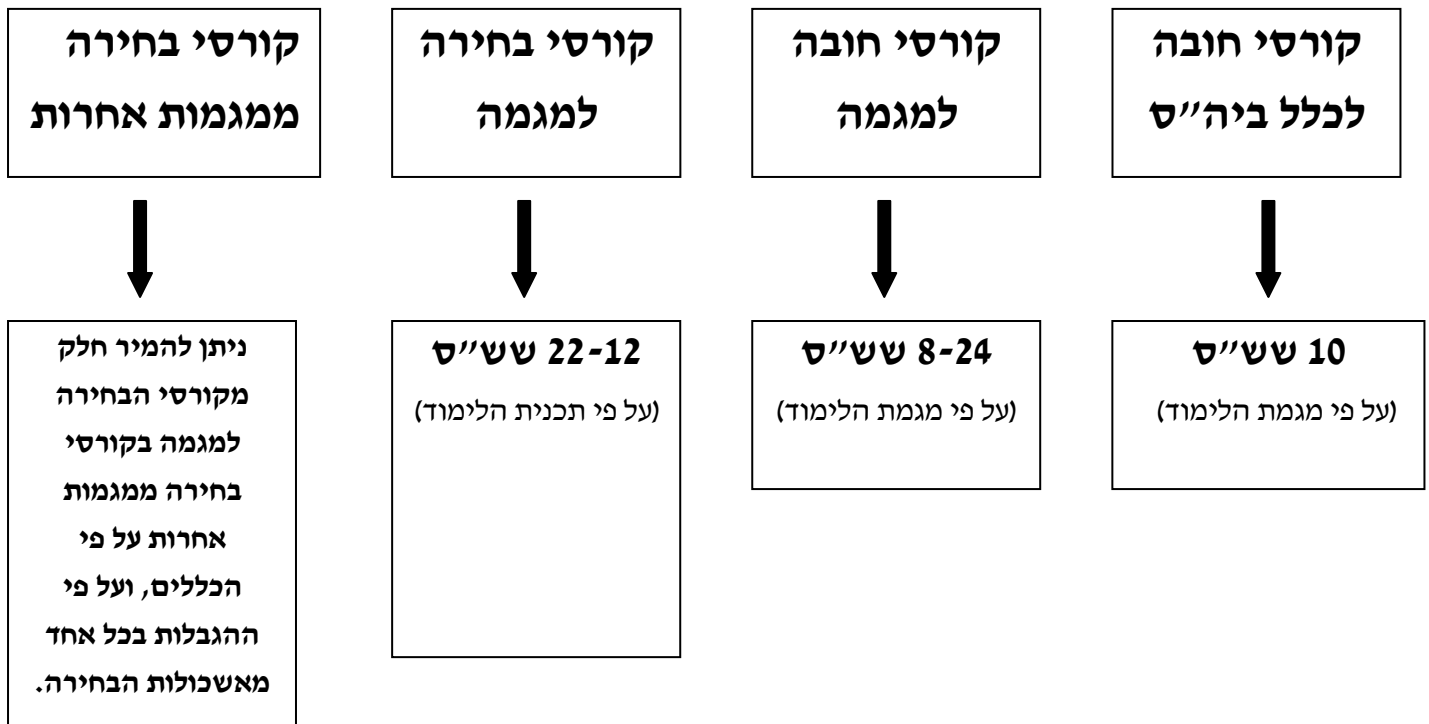 קורסי חובה
לכלל ביה״ס
קורסי חובה
למגמה
קורסי בחירה
למגמה
קורסי בחירה
ממגמות אחרות
10 שש״ס
(על פי מגמת הלימוד)
8-24 שש״ס
(על פי מגמת הלימוד)
22-12 שש״ס
(על פי תכנית הלימוד)
ניתן להמיר חלק
מקורסי הבחירה
למגמה בקורסי
בחירה ממגמות
אחרות על פי
הכללים, ועל פי
ההגבלות בכל אחד
מאשכולות הבחירה.